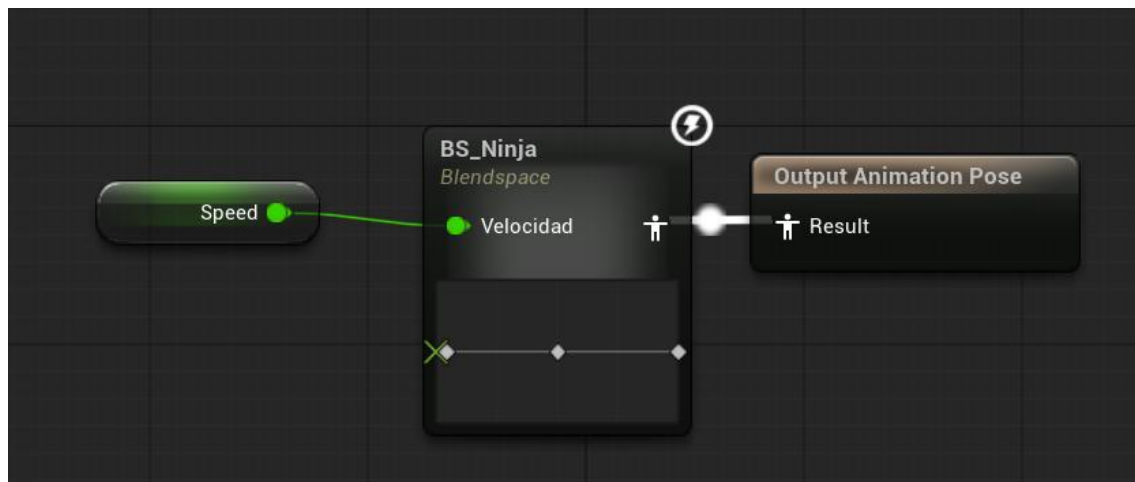 Speed
BS_Ninja
Blendspace
Velocidad
Output Animation Pose
Result